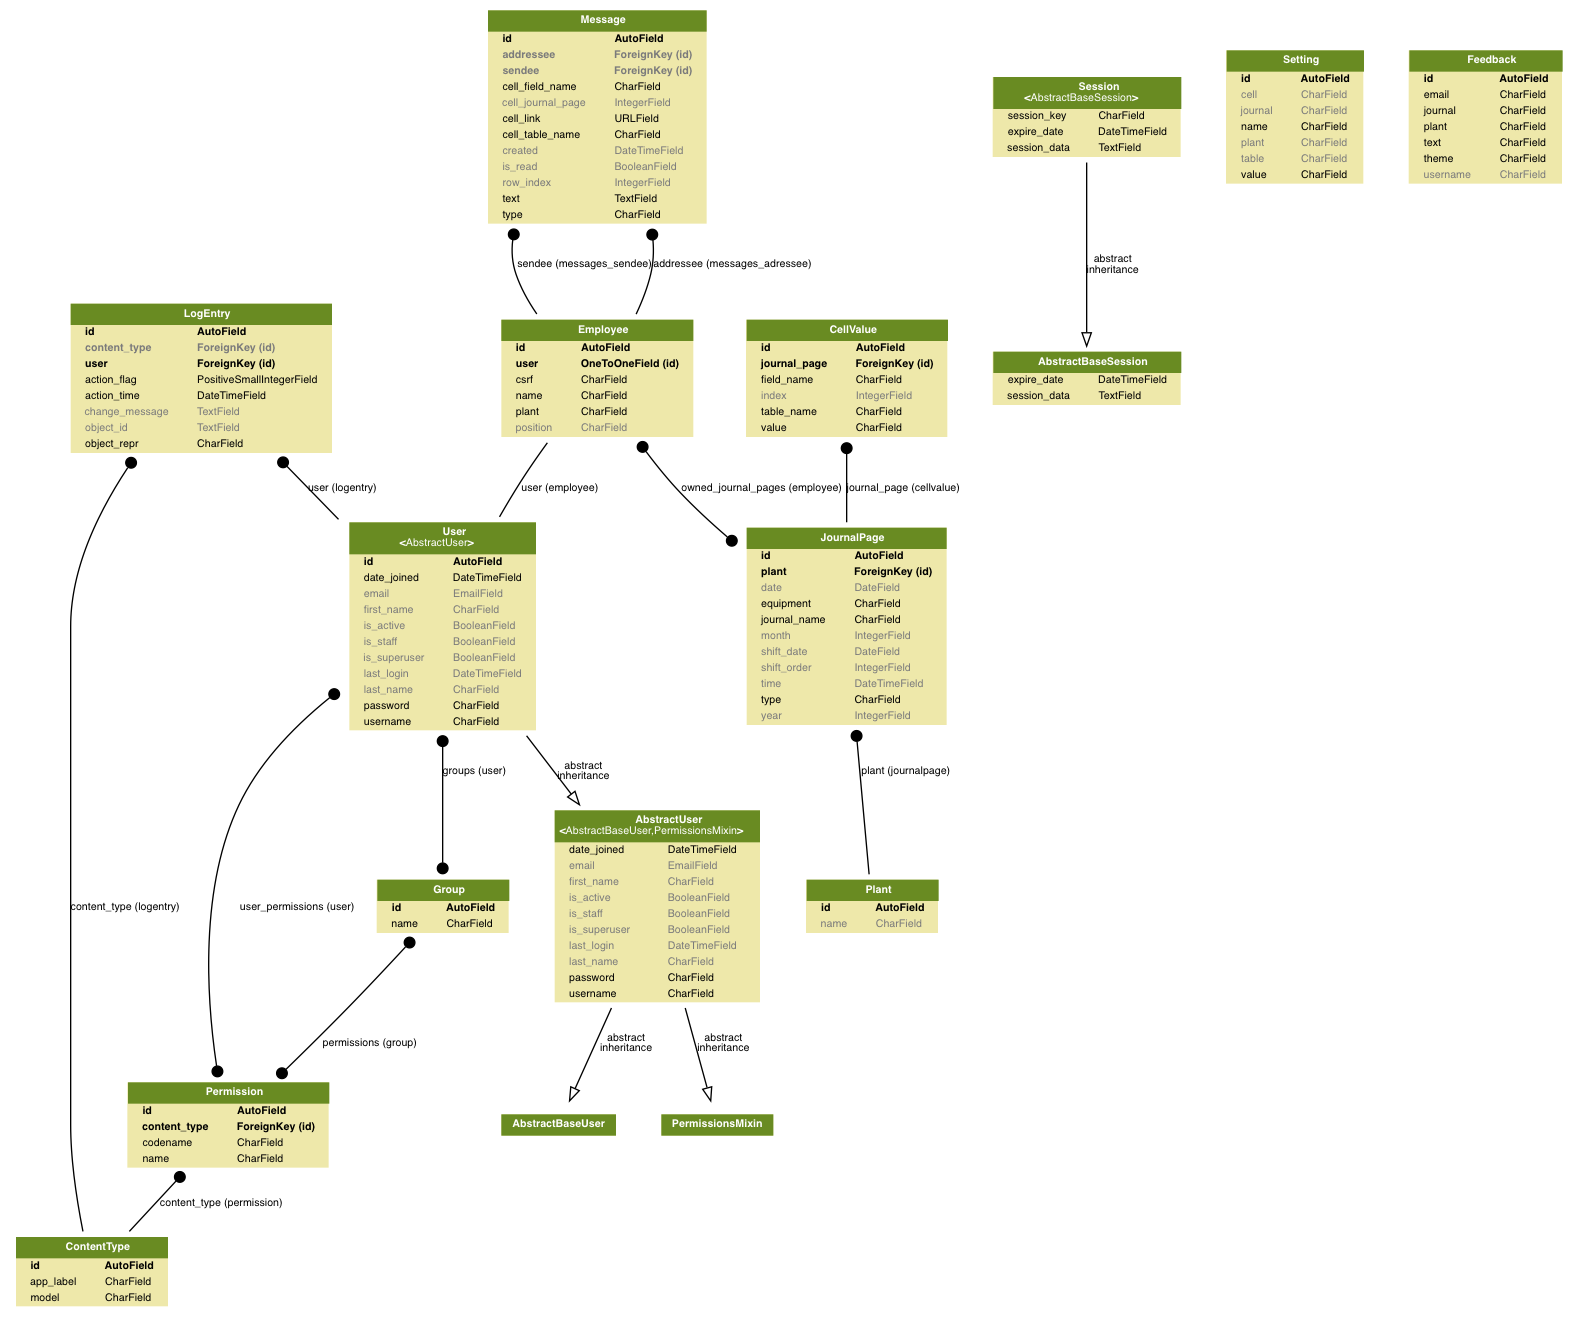 Message
id AutoField
addressee ForeignKey (id)
sendee ForeignKey (id)
cell_field_name CharField
cell_journal_page IntegerField
cell_link URLField
cell_table_name CharField
created DateTimeField
is_read BooleanField
row_index IntegerField
text TextField
type CharField
Session
<AbstractBaseSession>
session_key CharField
expire_date DateTimeField
session_data TextField
Setting
id AutoField
cell CharField
journal CharField
name CharField
plant CharField
table CharField
value CharField
Feedback
id AutoField
email CharField
journal CharField
plant CharField
text CharField
theme CharField
username CharField
sendee (messages_sendee)
addressee (messages_adressee)
abstract
inheritance
LogEntry
id AutoField
content_type ForeignKey (id)
user ForeignKey (id)
action_flag PositiveSmallIntegerField
action_time DateTimeField
change_message TextField
object_id TextField
object_repr CharField
Employee
id AutoField
user OneToOneField (id)
csrf CharField
name CharField
plant CharField
position CharField
CellValue
id AutoField
journal_page ForeignKey (id)
field_name CharField
index IntegerField
table_name CharField
value CharField
AbstractBaseSession
expire_date DateTimeField
session_data TextField
user (logentry)
user (employee)
owned_journal_pages (employee)
journal_page (cellvalue)
User
<AbstractUser>
id AutoField
date_joined DateTimeField
email EmailField
first_name CharField
is_active BooleanField
is_staff BooleanField
is_superuser BooleanField
last_login DateTimeField
last_name CharField
password CharField
username CharField
JournalPage
id AutoField
plant ForeignKey (id)
date DateField
equipment CharField
journal_name CharField
month IntegerField
shift_date DateField
shift_order IntegerField
time DateTimeField
type CharField
year IntegerField
groups (user)
abstract
inheritance
plant (journalpage)
AbstractUser
<AbstractBaseUser,PermissionsMixin>
date_joined DateTimeField
email EmailField
first_name CharField
is_active BooleanField
is_staff BooleanField
is_superuser BooleanField
last_login DateTimeField
last_name CharField
password CharField
username CharField
content_type (logentry)
user_permissions (user)
Group
id AutoField
name CharField
Plant
id AutoField
name CharField
permissions (group)
abstract
inheritance
abstract
inheritance
Permission
id AutoField
content_type ForeignKey (id)
codename CharField
name CharField
AbstractBaseUser
PermissionsMixin
content_type (permission)
ContentType
id AutoField
app_label CharField
model CharField